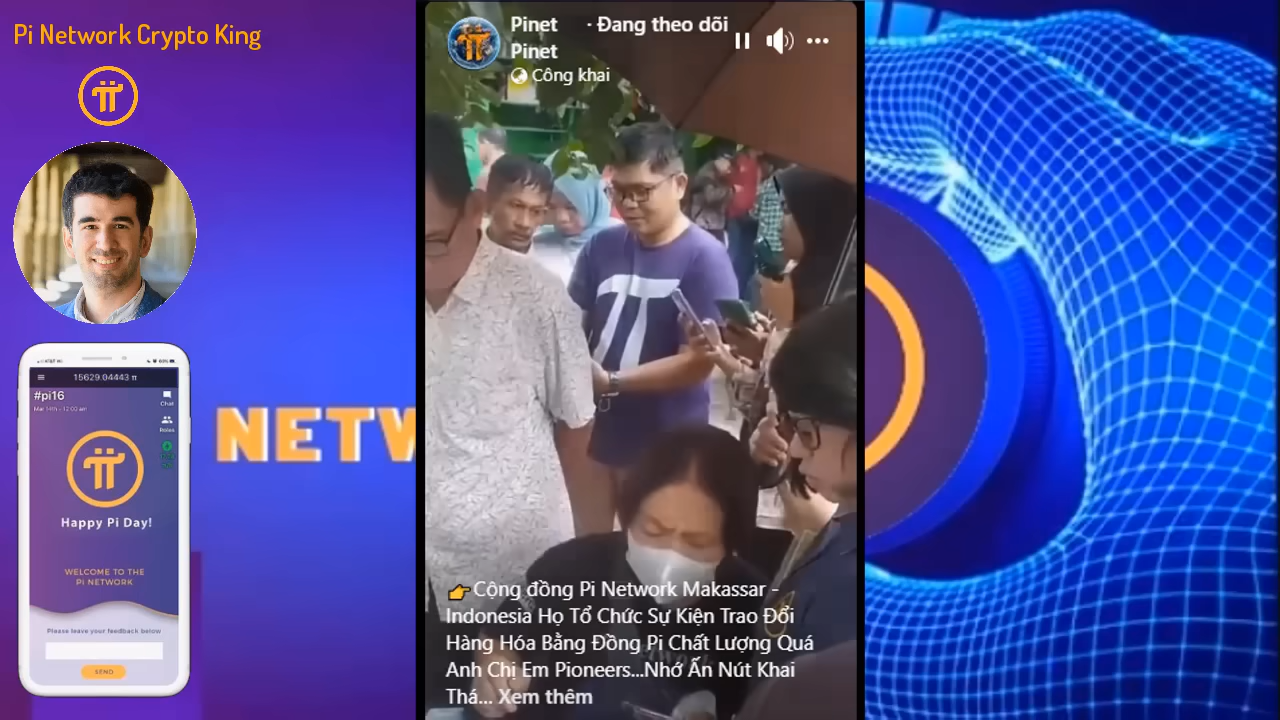 Pi Network Crypto King
15629.04443 π
#pi16
Mar 14th - 12:00 am
Chat
Roles
Happy Pi Day!
WELCOME TO THE
Pi NETWORK
Please leave your feedback below
SEND
NETW
Pinet · Đang theo dõi
Pinet
Công khai
👉Cộng đồng Pi Network Makassar -
Indonesia Họ Tổ Chức Sự Kiện Trao Đổi
Hàng Hóa Bằng Đồng Pi Chất Lượng Quá
Anh Chị Em Pioneers...Nhớ Ấn Nút Khai
Thá... Xem thêm